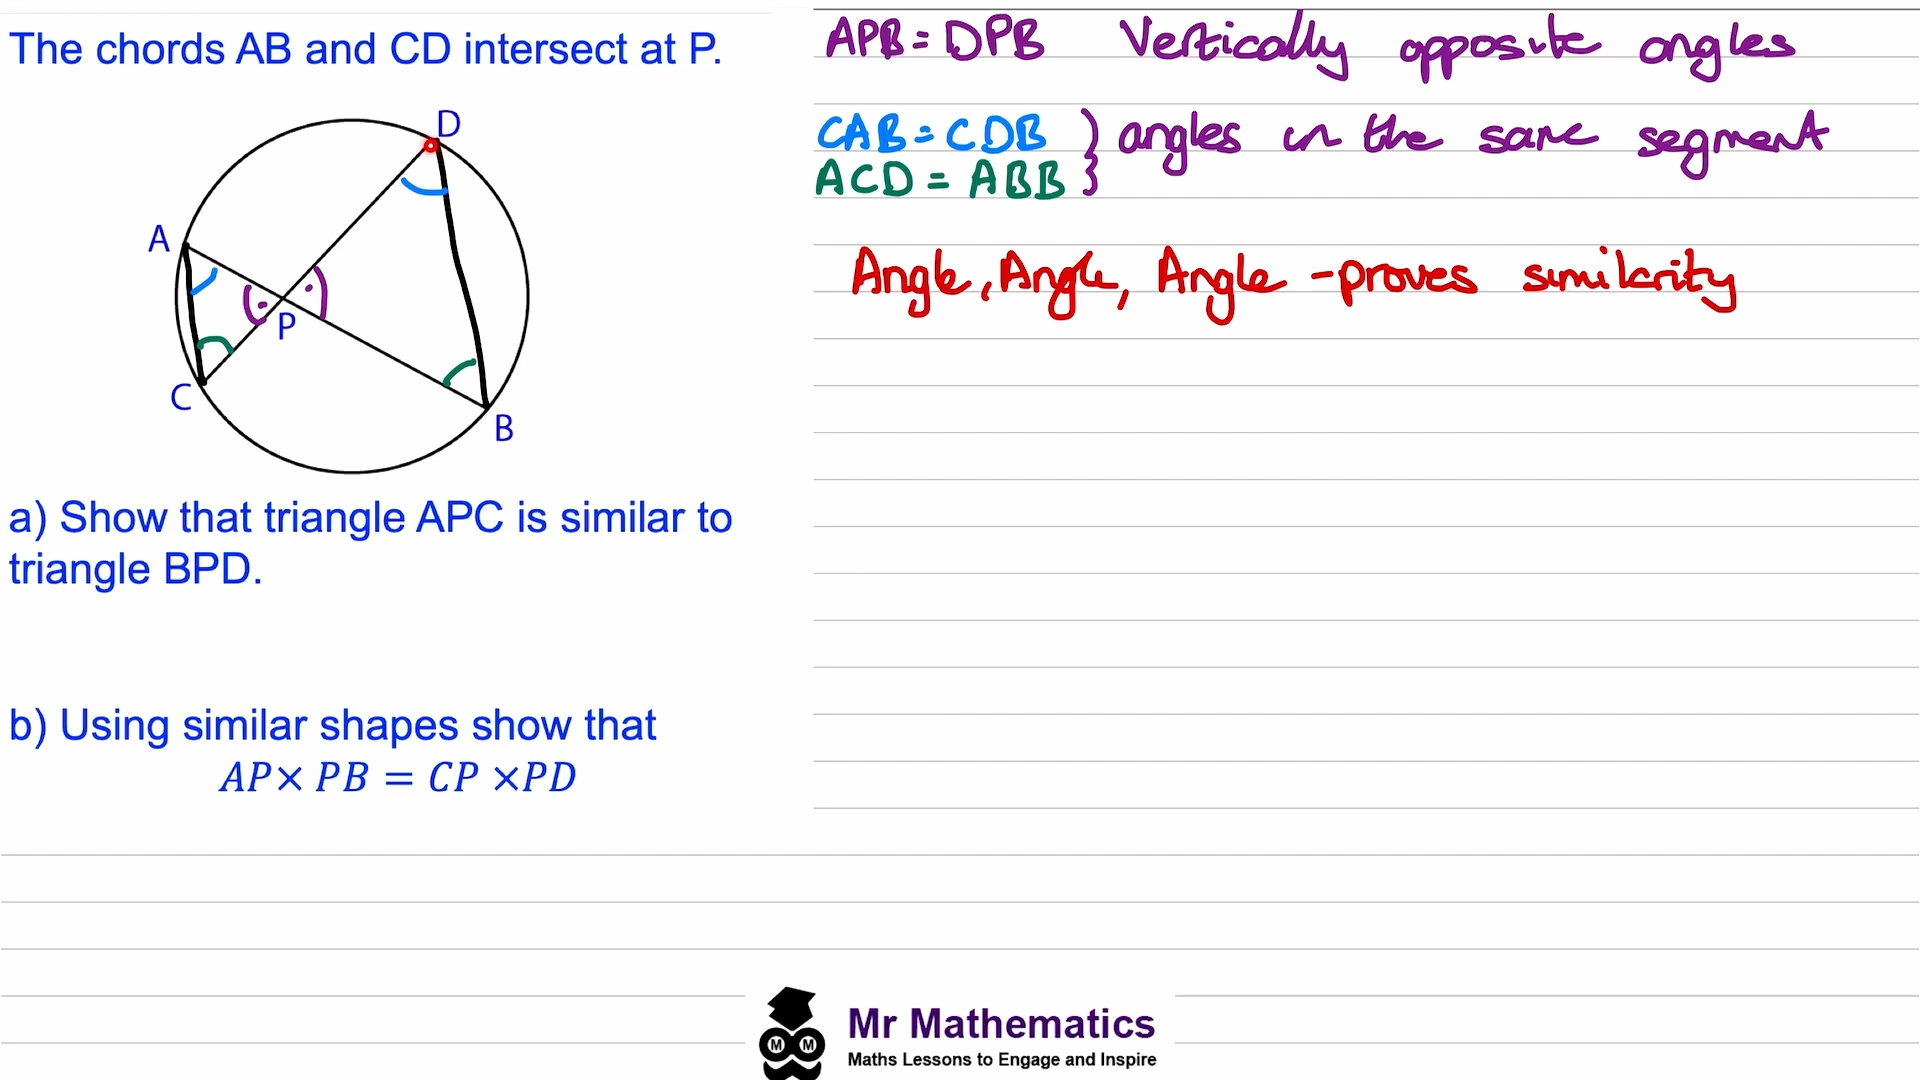 The chords AB and CD intersect at P.
D
A
P
C
B
a) Show that triangle APC is similar to
triangle BPD.
b) Using similar shapes show that
AP× PB = CP ×PD
APB = DPB Vertically opposite angles
CAB = CDB } angles in the same segment
ACD = ABB
Angle, Angle, Angle - proves similarity
M M
Mr Mathematics
Maths Lessons to Engage and Inspire